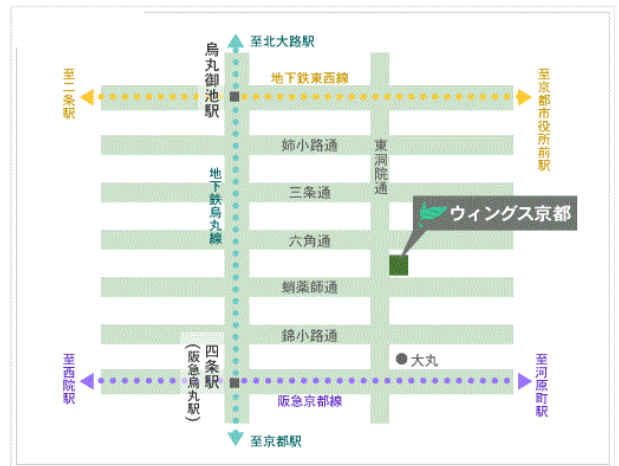 至北大路駅
烏丸御池駅
地下鉄東西線
至二条駅
至京都市役所前駅
姉小路通
東洞院通
地下鉄烏丸線
三条通
ウィングス京都
六角通
蛸薬師通
錦小路通
四条駅
(阪急烏丸駅)
大丸
至西院駅
至河原町駅
阪急京都線
至京都駅